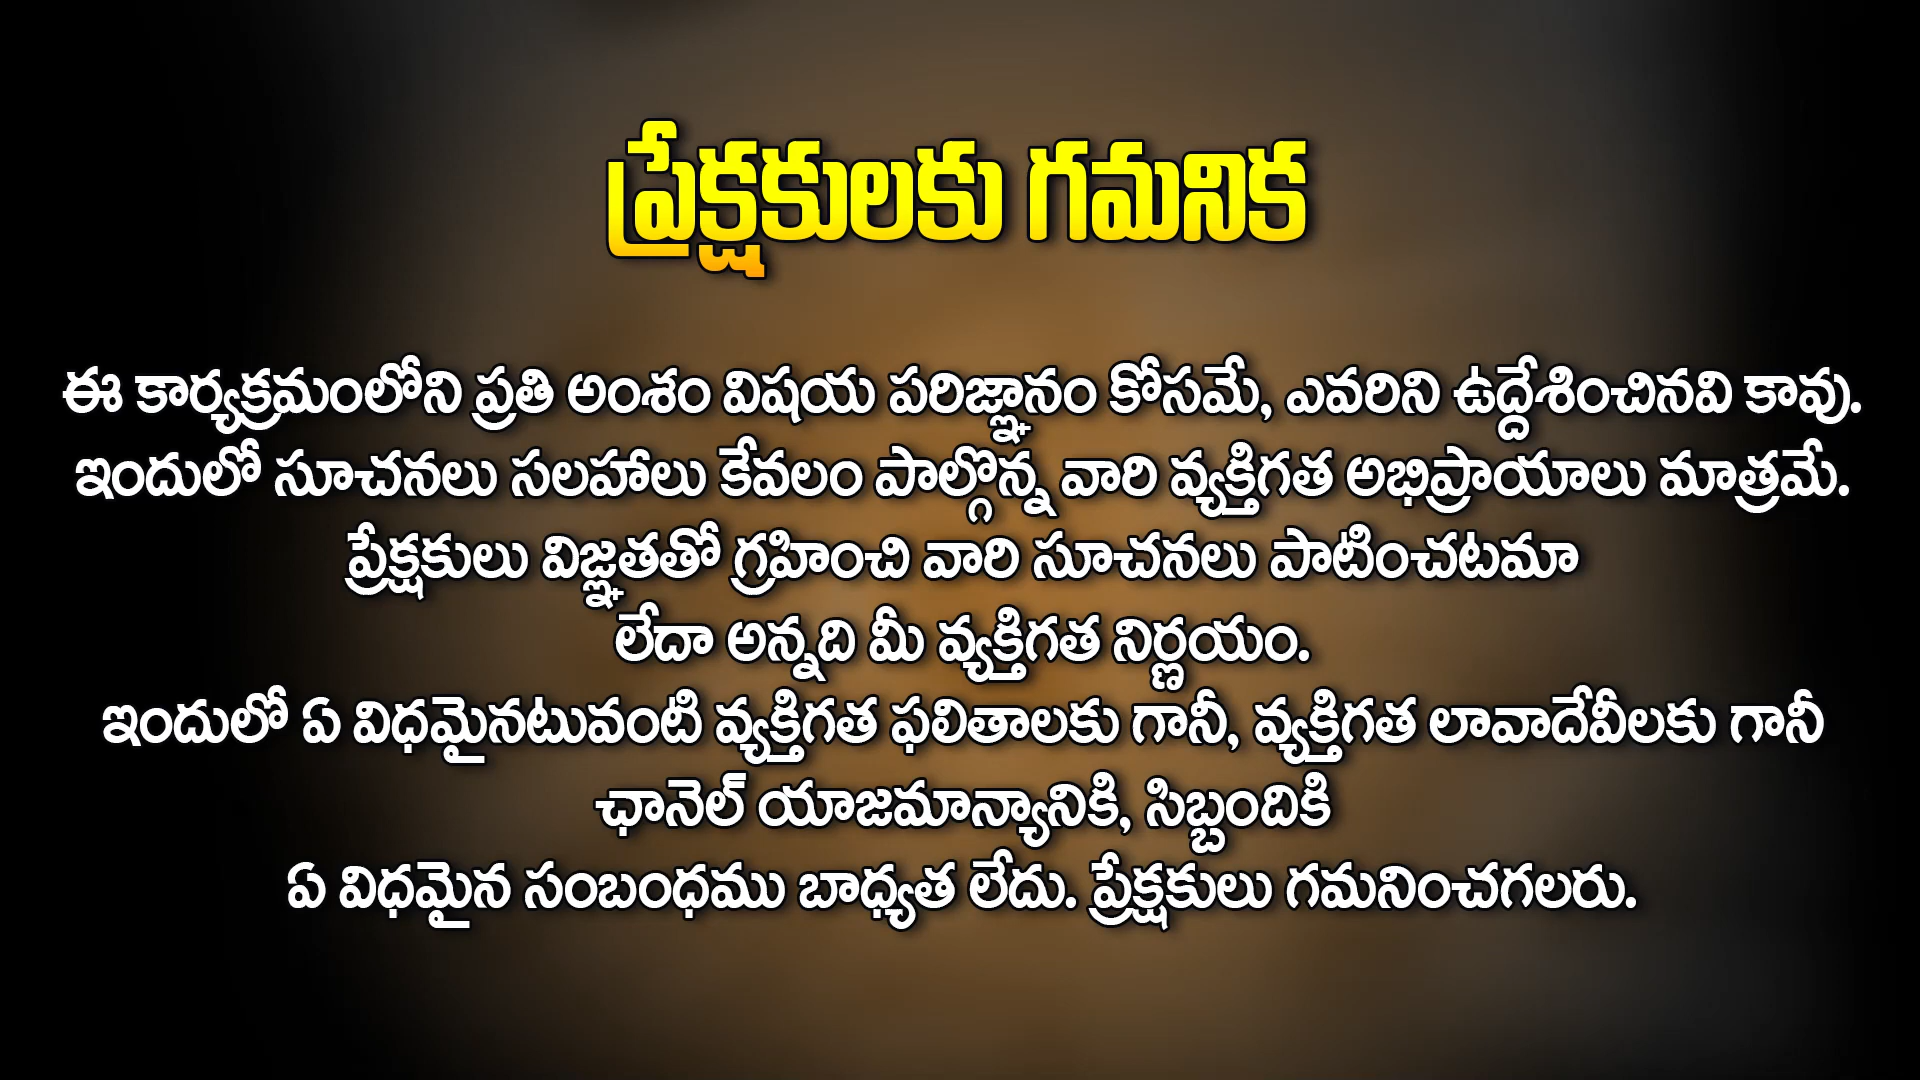 ప్రేక్షకులకు గమనిక
ఈ కార్యక్రమంలోని ప్రతి అంశం విషయ పరిజ్ఞానం కోసమే, ఎవరిని ఉద్దేశించినవి కావు.
ఇందులో సూచనలు సలహాలు కేవలం పాల్గొన్న వారి వ్యక్తిగత అభిప్రాయాలు మాత్రమే.
ప్రేక్షకులు విజ్ఞతతో గ్రహించి వారి సూచనలు పాటించటమా
లేదా అన్నది మీ వ్యక్తిగత నిర్ణయం.
ఇందులో ఏ విధమైనటువంటి వ్యక్తిగత ఫలితాలకు గానీ, వ్యక్తిగత లావాదేవీలకు గానీ
ఛానెల్ యాజమాన్యానికి, సిబ్బందికి
ఏ విధమైన సంబంధము బాధ్యత లేదు. ప్రేక్షకులు గమనించగలరు.